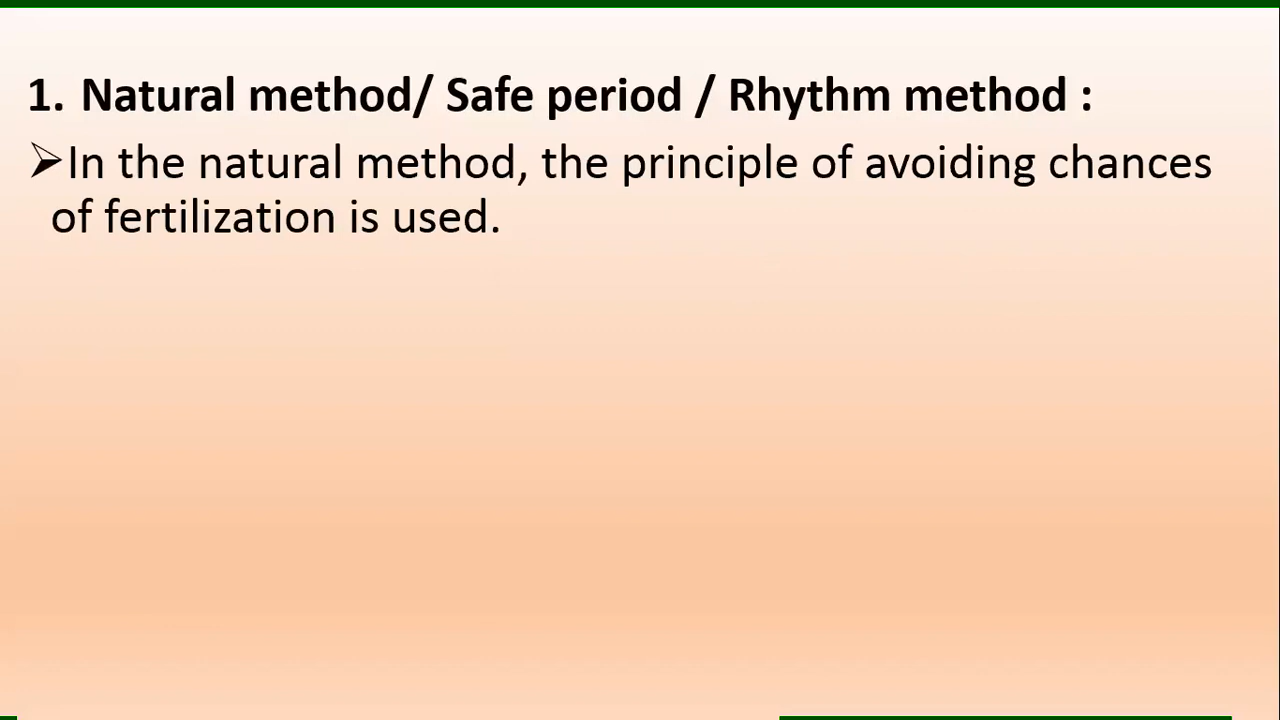 1. Natural method/ Safe period / Rhythm method :
➢In the natural method, the principle of avoiding chances
of fertilization is used.